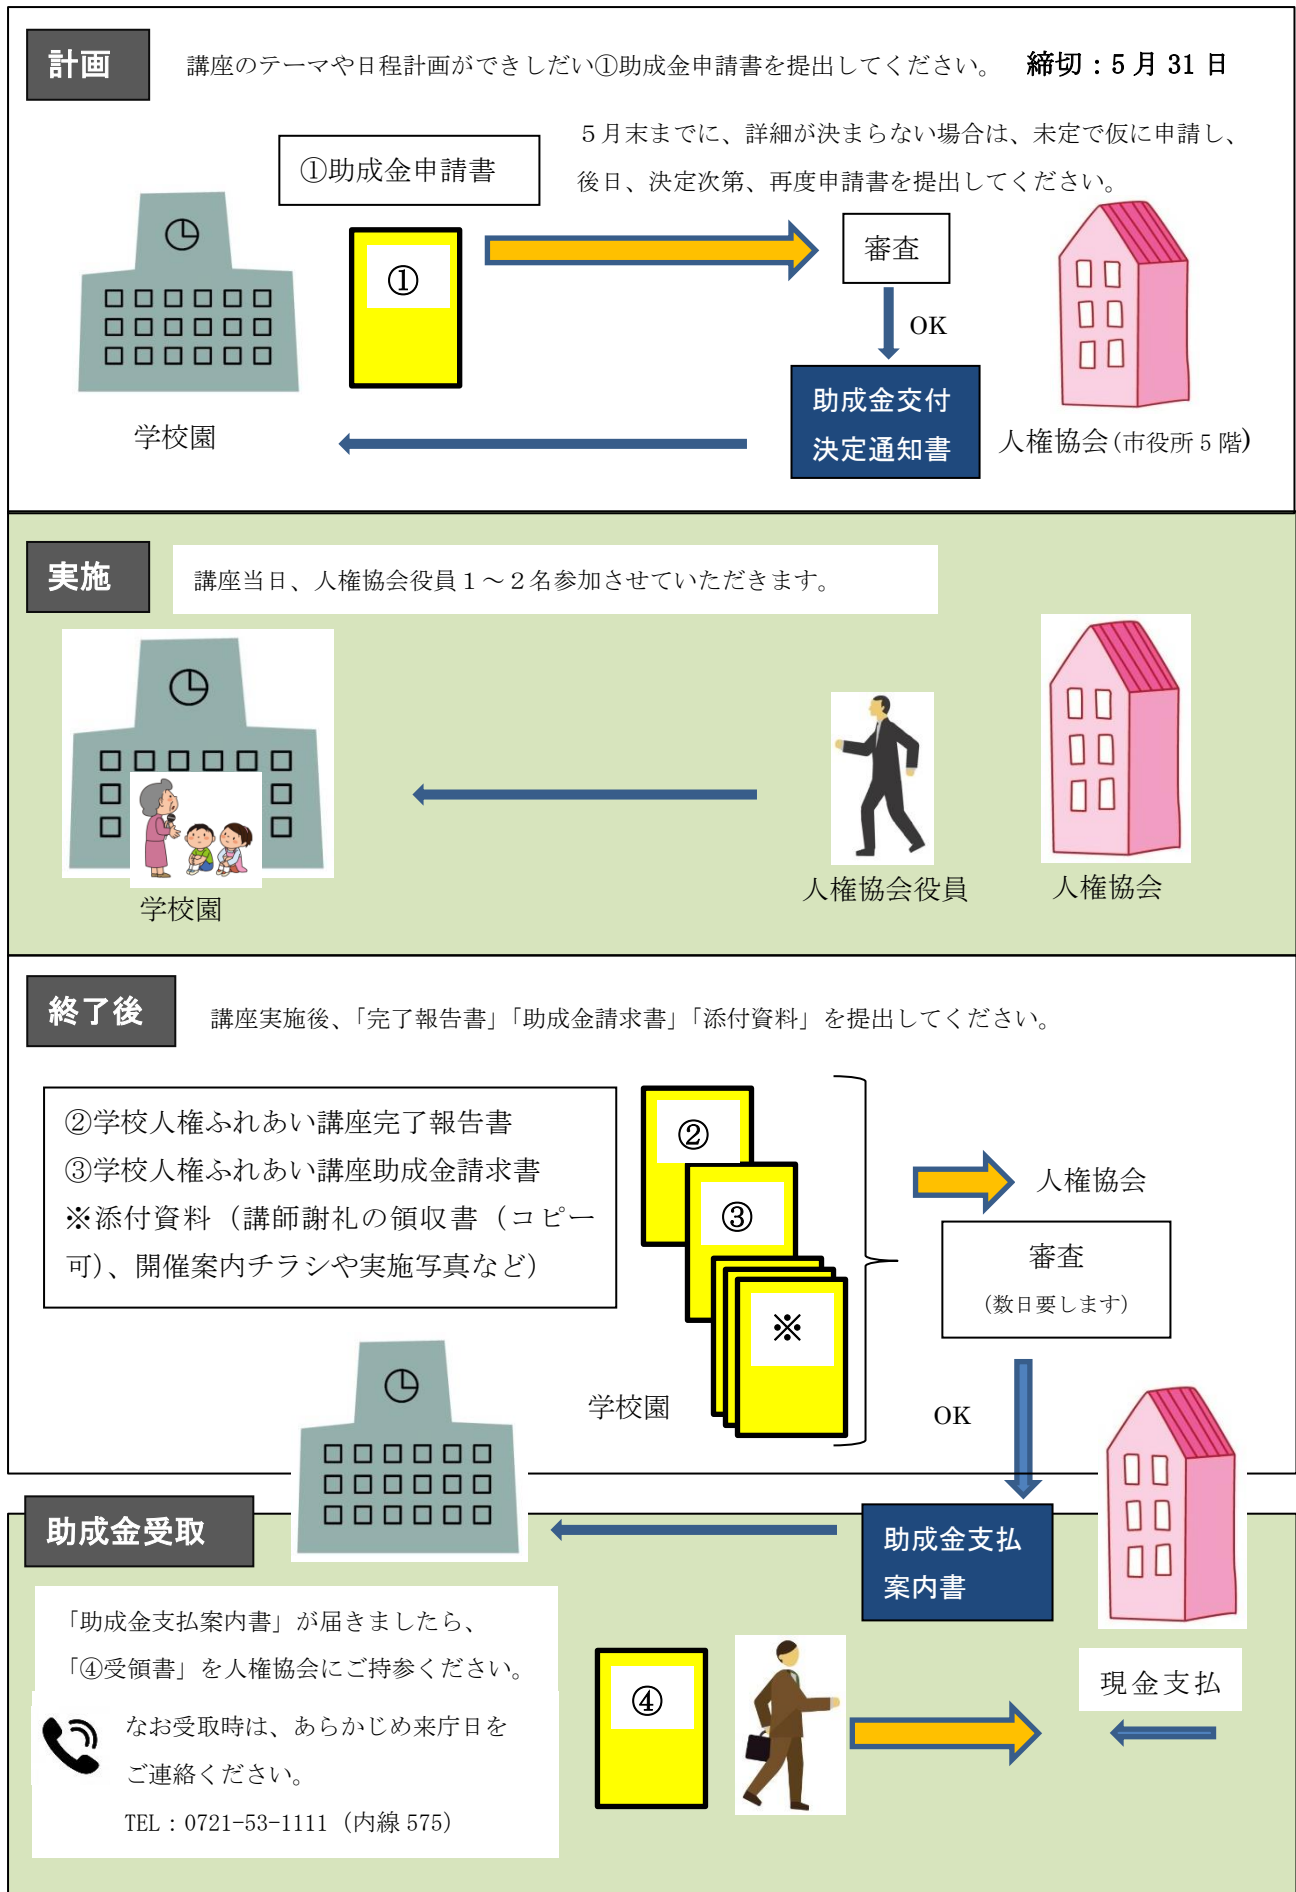 計画
講座のテーマや日程計画ができしだい①助成金申請書を提出してください。 締切:5月31日
①助成金申請書
5月末までに、詳細が決まらない場合は、未定で仮に申請し、
後日、決定次第、再度申請書を提出してください。
①
審査
OK
助成金交付
決定通知書
学校園
人権協会(市役所5階)
実施
講座当日、人権協会役員1~2名参加させていただきます。
学校園
人権協会役員
人権協会
終了後
講座実施後、「完了報告書」「助成金請求書」「添付資料」を提出してください。
②学校人権ふれあい講座完了報告書
③学校人権ふれあい講座助成金請求書
※添付資料(講師謝礼の領収書(コピー
可)、開催案内チラシや実施写真など)
②
③
※
学校園
人権協会
審査
(数日要します)
OK
助成金受取
助成金支払
案内書
「助成金支払案内書」が届きましたら、
「④受領書」を人権協会にご持参ください。
なお受取時は、あらかじめ来庁日を
ご連絡ください。
TEL:0721-53-1111(内線575)
④
現金支払